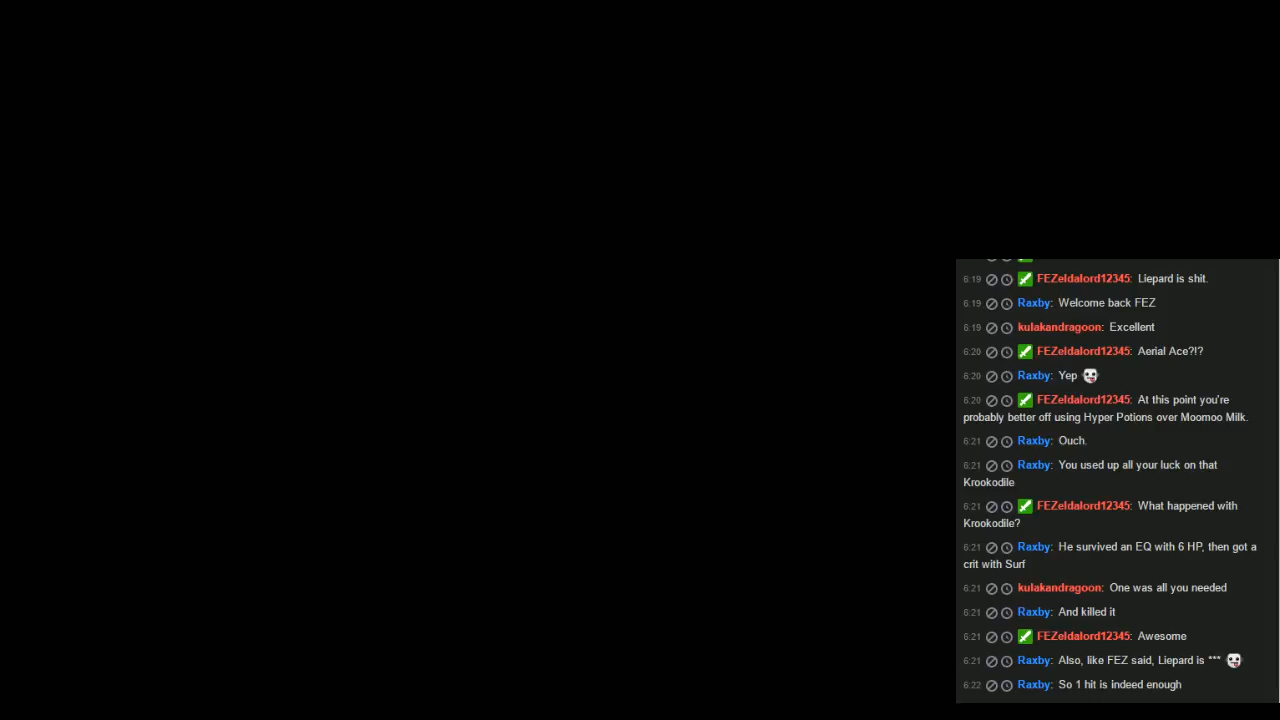 6:19 FEZeldalord12345: Liepard is shit.
6:19 Raxby: Welcome back FEZ
6:19 kulakandragoon: Excellent
6:20 FEZeldalord12345: Aerial Ace?!?
6:20 Raxby: Yep
6:20 FEZeldalord12345: At this point you're
probably better off using Hyper Potions over Moomoo Milk.
6:21 Raxby: Ouch.
6:21 Raxby: You used up all your luck on that
Krookodile
6:21 FEZeldalord12345: What happened with
Krookodile?
6:21 Raxby: He survived an EQ with 6 HP, then got a
crit with Surf
6:21 kulakandragoon: One was all you needed
6:21 Raxby: And killed it
6:21 FEZeldalord12345: Awesome
6:21 Raxby: Also, like FEZ said, Liepard is ***
6:22 Raxby: So 1 hit is indeed enough